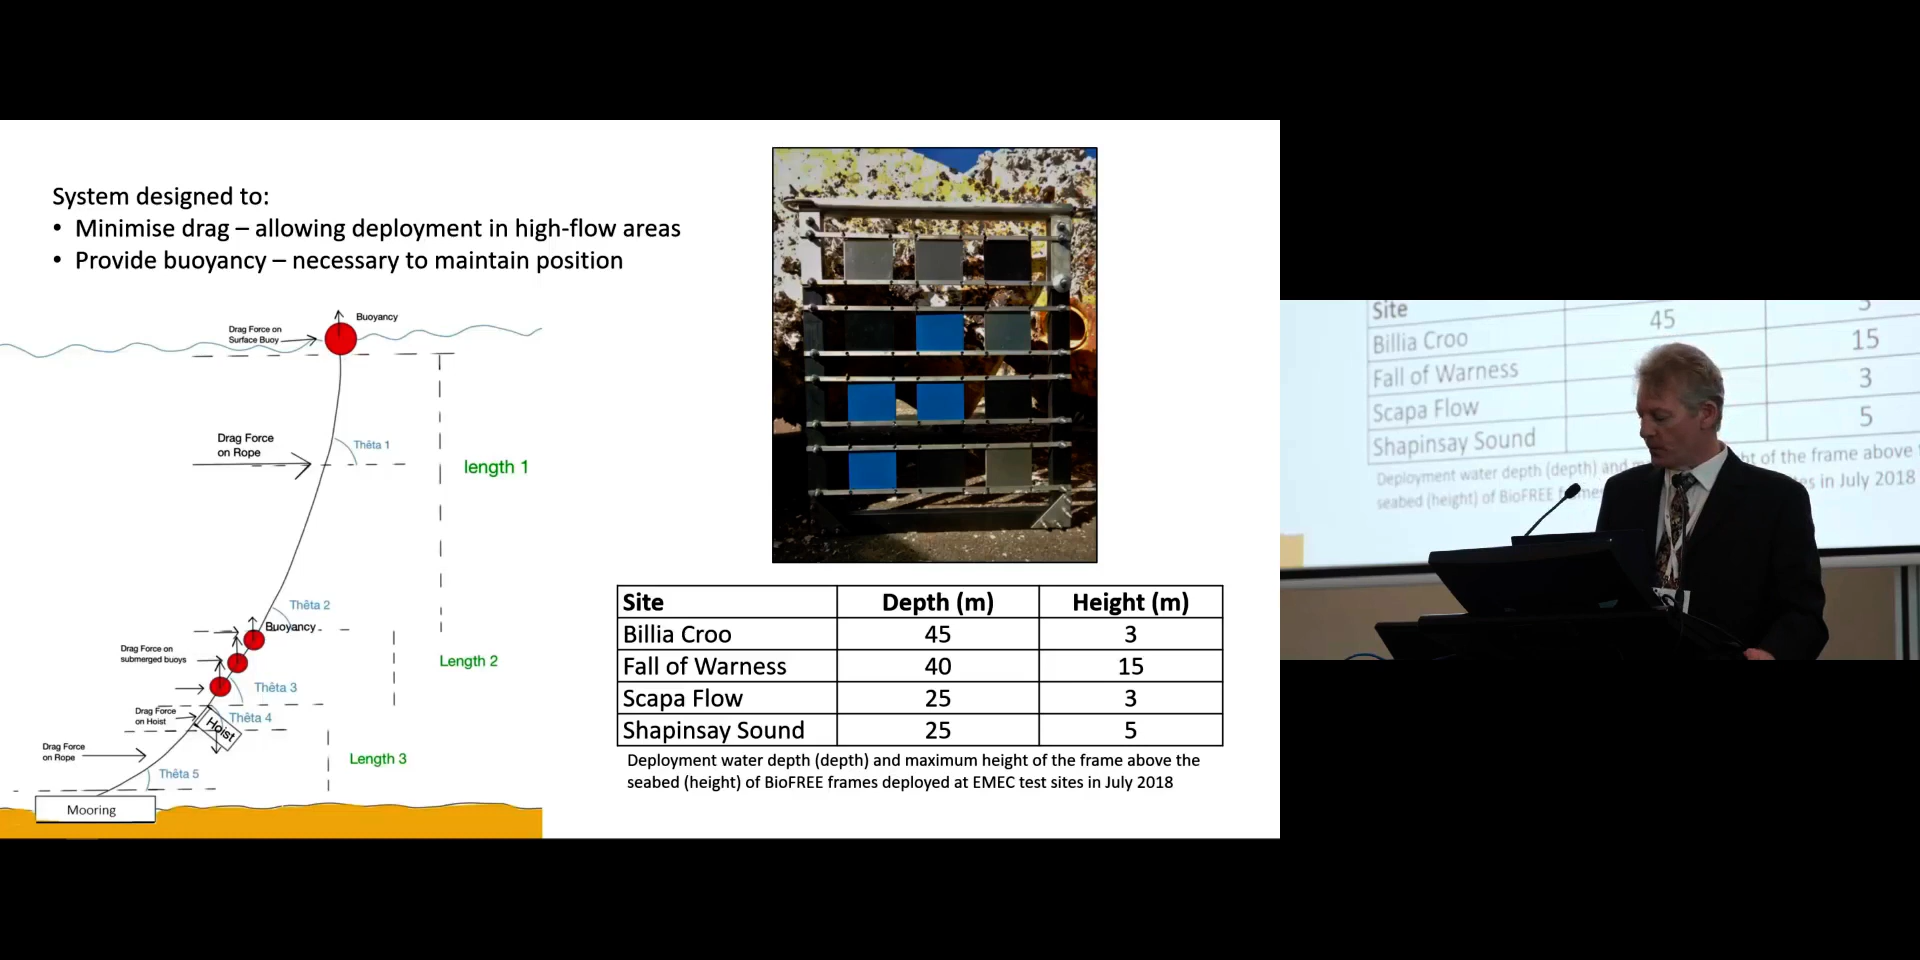 System designed to:
• Minimise drag – allowing deployment in high-flow areas
• Provide buoyancy – necessary to maintain position
Buoyancy
Drag Force on
Surface Buoy
Drag Force
on Rope
Thêta 1
length 1
Thêta 2
Buoyancy
Drag Force on
submerged buoys
Length 2
Thêta 3
Drag Force
on Hoist
Thêta 4
Hoist
Drag Force
on Rope
Length 3
Thêta 5
Mooring
Site Depth (m) Height (m)
Billia Croo 45 3
Fall of Warness 40 15
Scapa Flow 25 3
Shapinsay Sound 25 5
Deployment water depth (depth) and maximum height of the frame above the
seabed (height) of BioFREE frames deployed at EMEC test sites in July 2018
Site
45 3
Billia Croo 15
Fall of Warness 3
Scapa Flow 5
Shapinsay Sound
Deployment water depth (depth) and of the frame above
seabed (height) of BioFREE in July 2018